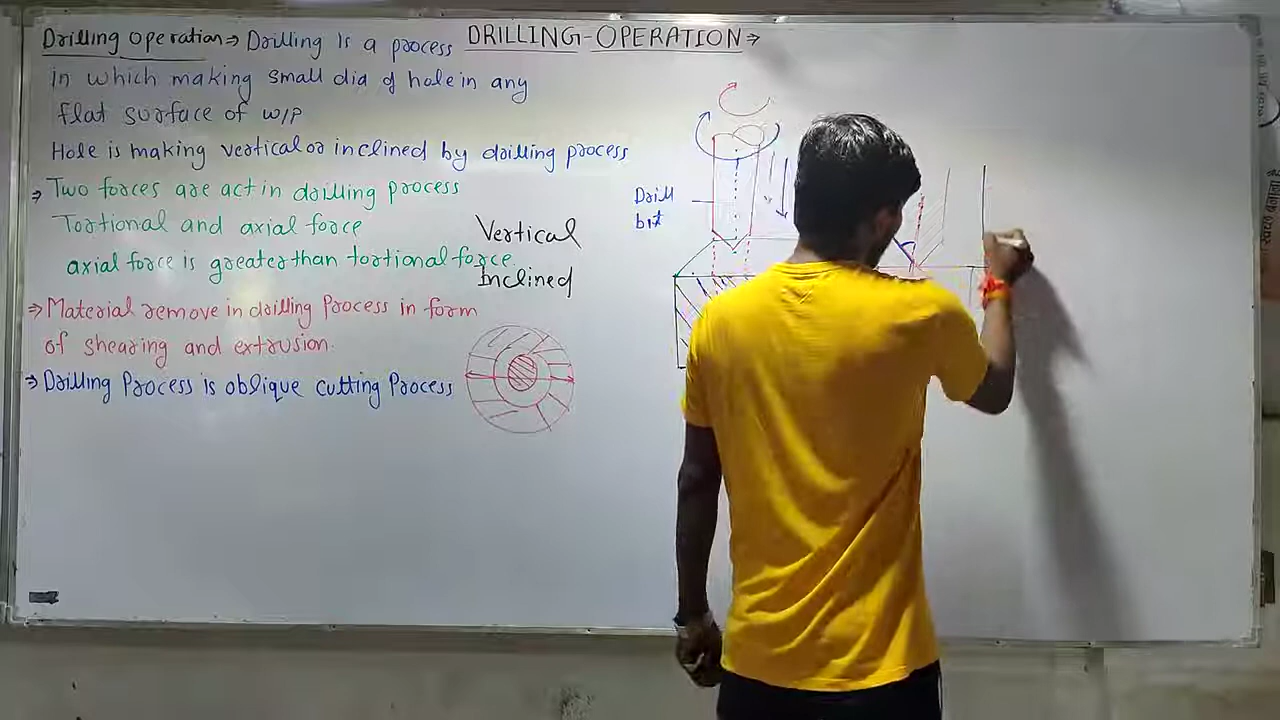 Drilling operation⇒ Drilling Is a process
DRILLING-OPERATION⇒
in which making small dia of hole in any
flat surface of W/P
Hole is making vertical or inclined by drilling process
⇒ Two forces are act in drilling process
Tortional and axial force
axial force is greater than tortional force
⇒ Material remove in drilling Process in form
of shearing and extrusion.
⇒ Drilling Process is oblique cutting Process
Vertical
Inclined
Drill
bit